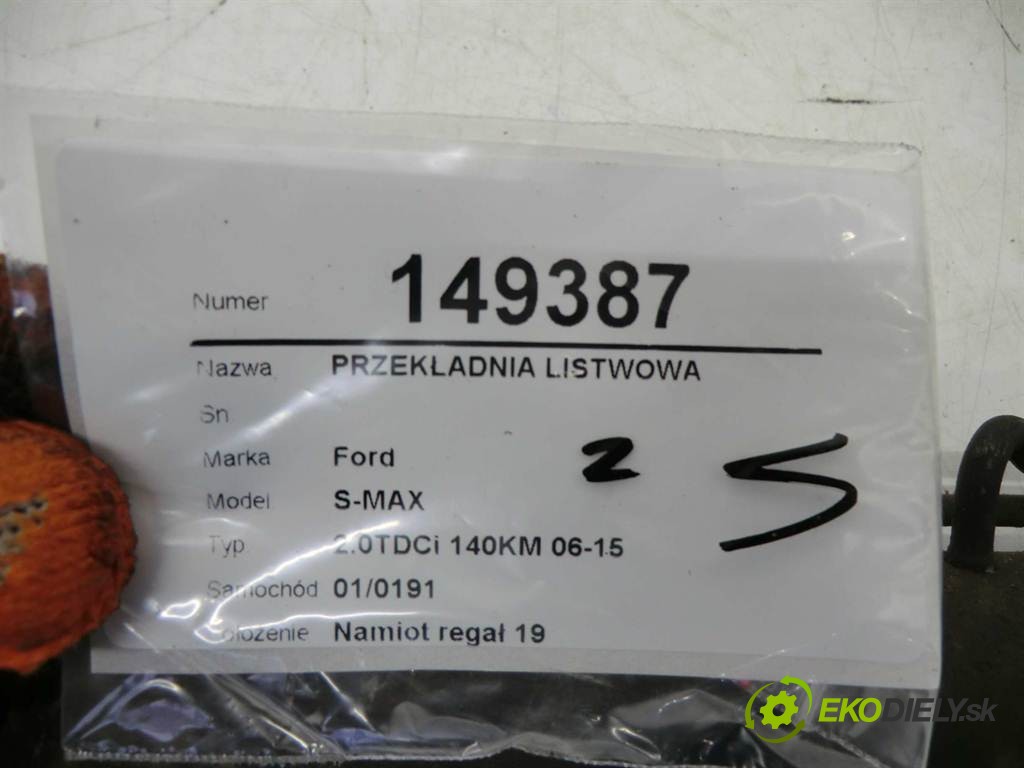 Numer 149387
Nazwa PRZEKŁADNIA LISTWOWA
Sn
Marka Ford 2 S
Model S-MAX
Typ 2.0TDCi 140KM 06-15
Samochód 01/0191
Położenie Namiot regał 19
EKODIELY.sk